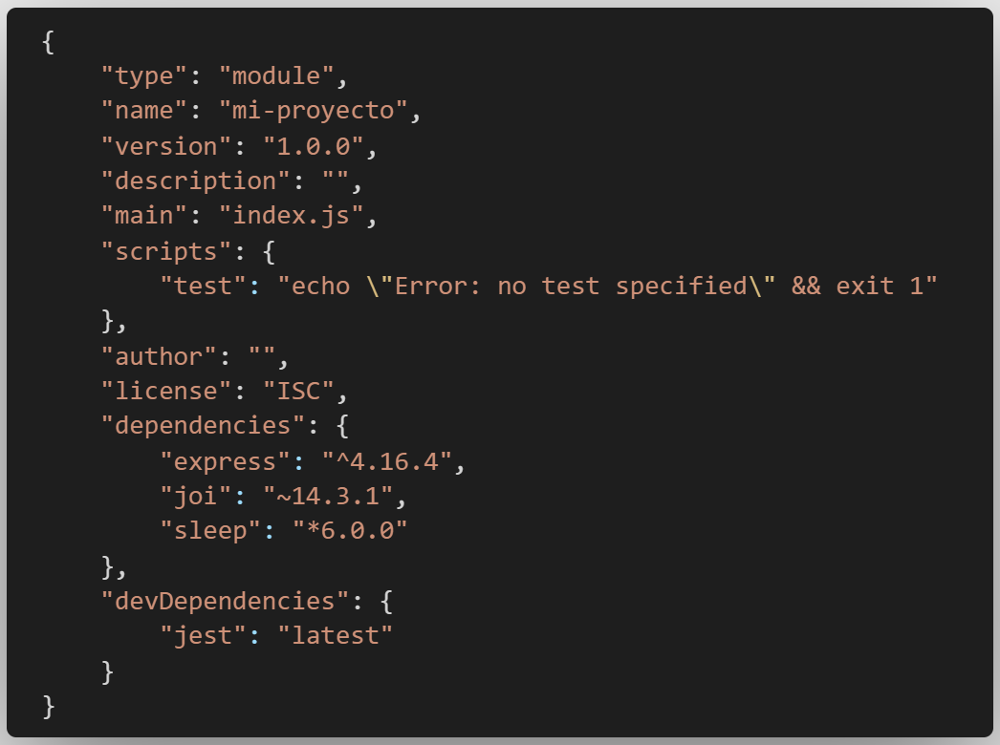 {
    "type": "module",
    "name": "mi-proyecto",
    "version": "1.0.0",
    "description": "",
    "main": "index.js",
    "scripts": {
        "test": "echo \"Error: no test specified\" && exit 1"
    },
    "author": "",
    "license": "ISC",
    "dependencies": {
        "express": "^4.16.4",
        "joi": "~14.3.1",
        "sleep": "*6.0.0"
    },
    "devDependencies": {
        "jest": "latest"
    }
}